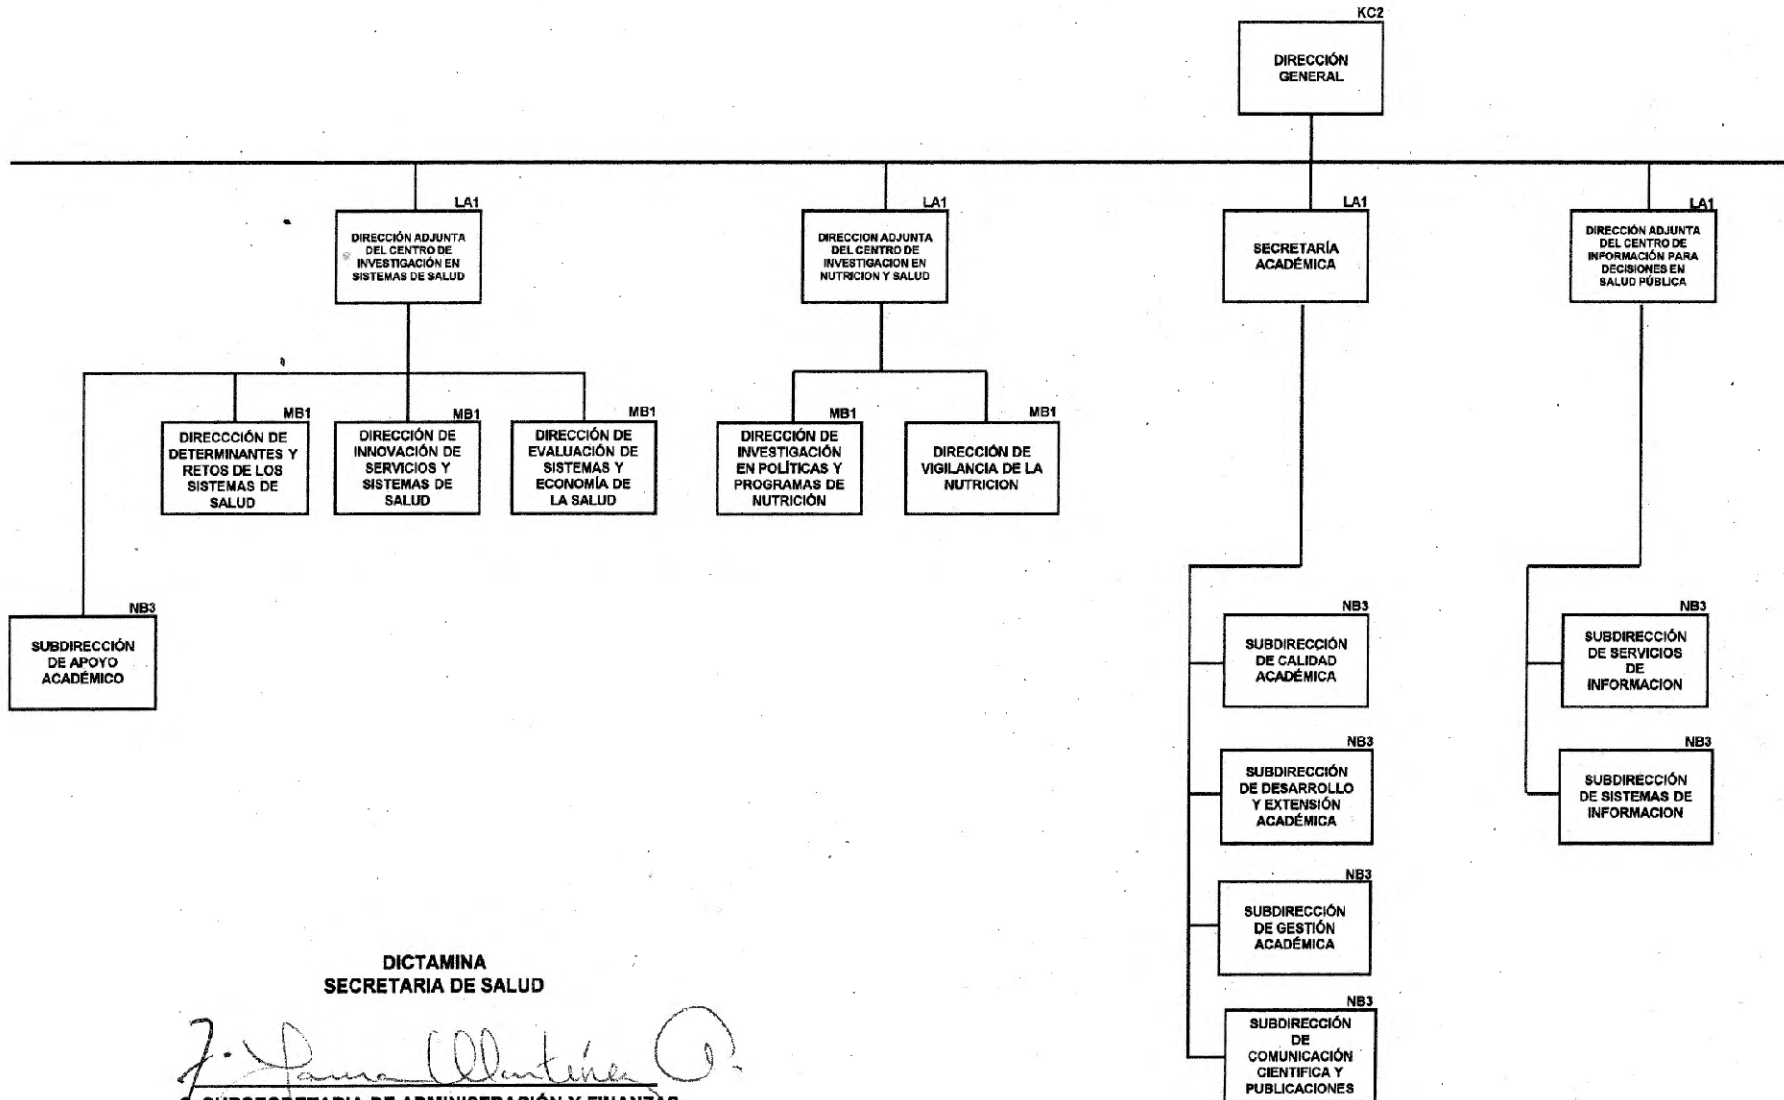 KC2
DIRECCIÓN
GENERAL
LA1
DIRECCIÓN ADJUNTA
DEL CENTRO DE
INVESTIGACIÓN EN
SISTEMAS DE SALUD
LA1
DIRECCION ADJUNTA
DEL CENTRO DE
INVESTIGACION EN
NUTRICION Y SALUD
LA1
SECRETARÍA
ACADÉMICA
LA1
DIRECCIÓN ADJUNTA
DEL CENTRO DE
INFORMACIÓN PARA
DECISIONES EN
SALUD PÚBLICA
MB1
DIRECCCIÓN DE
DETERMINANTES Y
RETOS DE LOS
SISTEMAS DE
SALUD
MB1
DIRECCIÓN DE
INNOVACIÓN DE
SERVICIOS Y
SISTEMAS DE
SALUD
MB1
DIRECCIÓN DE
EVALUACIÓN DE
SISTEMAS Y
ECONOMÍA DE
LA SALUD
MB1
DIRECCIÓN DE
INVESTIGACIÓN
EN POLÍTICAS Y
PROGRAMAS DE
NUTRICIÓN
MB1
DIRECCIÓN DE
VIGILANCIA DE LA
NUTRICION
NB3
SUBDIRECCIÓN
DE APOYO
ACADÉMICO
NB3
SUBDIRECCIÓN
DE CALIDAD
ACADÉMICA
NB3
SUBDIRECCIÓN
DE SERVICIOS
DE
INFORMACION
NB3
SUBDIRECCIÓN
DE DESARROLLO
Y EXTENSIÓN
ACADÉMICA
NB3
SUBDIRECCIÓN
DE SISTEMAS DE
INFORMACION
NB3
SUBDIRECCIÓN
DE GESTIÓN
ACADÉMICA
NB3
SUBDIRECCIÓN
DE
COMUNICACIÓN
CIENTIFICA Y
PUBLICACIONES
DICTAMINA
SECRETARIA DE SALUD
SUBSECRETARIA DE ADMINISTRACIÓN Y FINANZAS